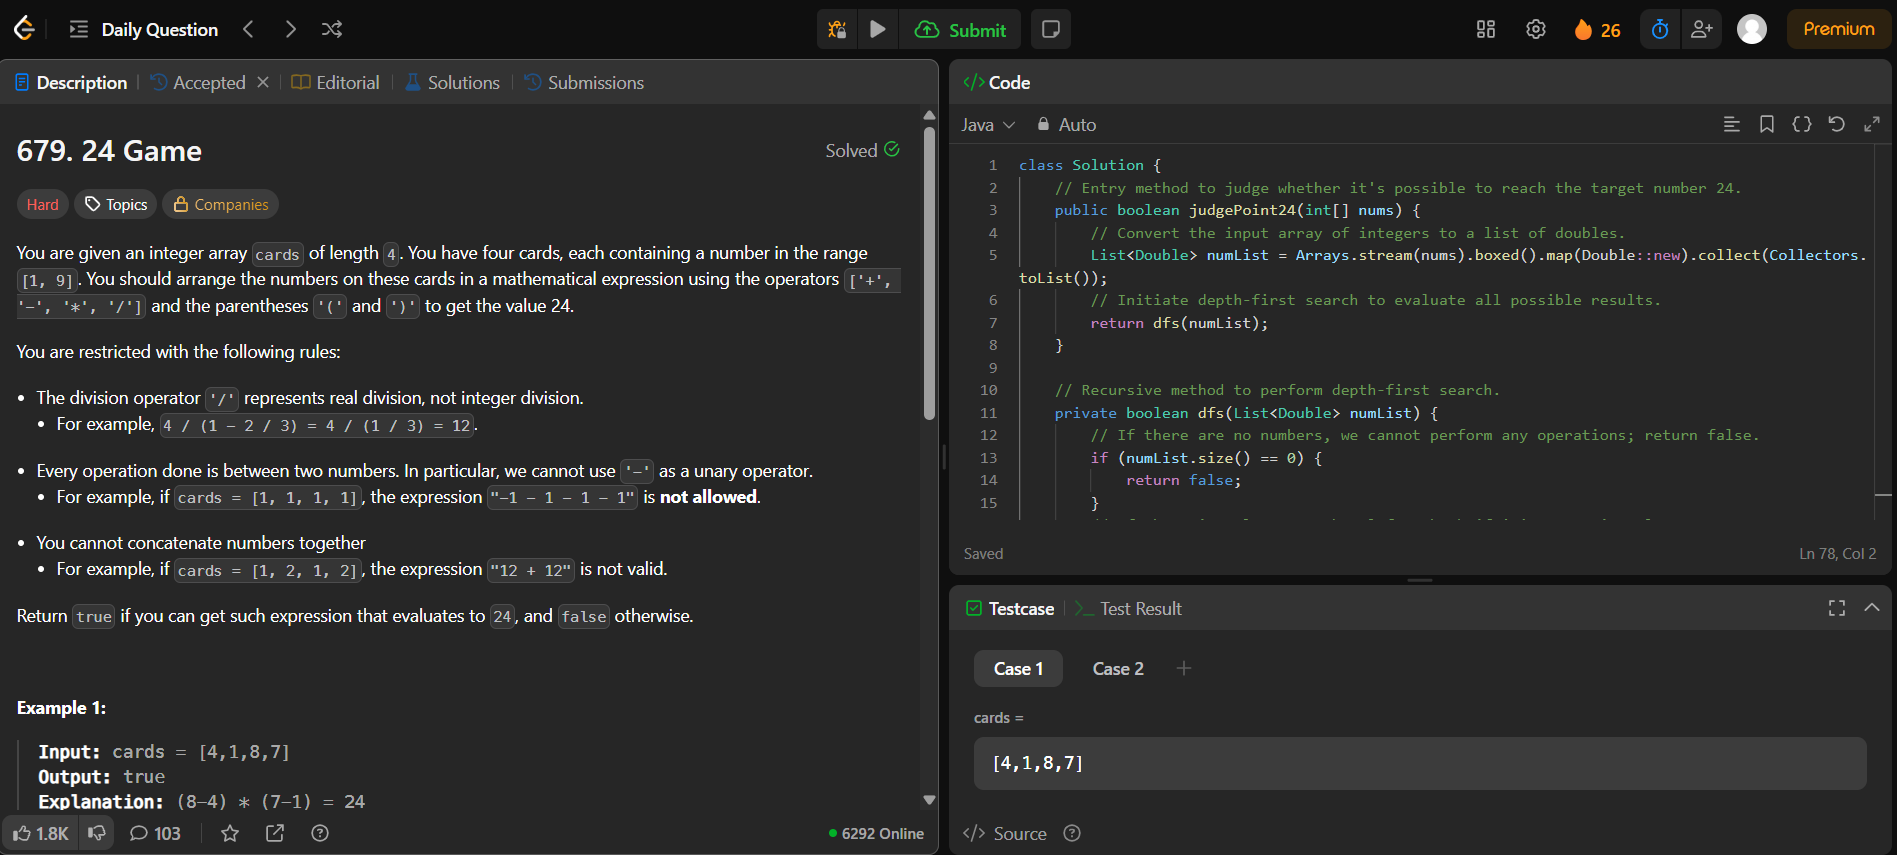 Daily Question
Submit
26
Premium
Description
Accepted
Editorial
Solutions
Submissions
679. 24 Game
Solved
Hard
Topics
Companies
You are given an integer array cards of length 4. You have four cards, each containing a number in the range
[1, 9]. You should arrange the numbers on these cards in a mathematical expression using the operators ['+',
'-', '*', '/'] and the parentheses '(' and ')' to get the value 24.
You are restricted with the following rules:
• The division operator '/' represents real division, not integer division.
• For example, 4 / (1 - 2 / 3) = 4 / (1 / 3) = 12.
• Every operation done is between two numbers. In particular, we cannot use '-' as a unary operator.
• For example, if cards = [1, 1, 1, 1], the expression "-1 - 1 - 1 - 1" is not allowed.
• You cannot concatenate numbers together
• For example, if cards = [1, 2, 1, 2], the expression "12 + 12" is not valid.
Return true if you can get such expression that evaluates to 24, and false otherwise.
Example 1:
Input: cards = [4,1,8,7]
Output: true
Explanation: (8-4) * (7-1) = 24
1.8K
103
6292 Online
</> Code
Java
Auto
1 class Solution {
2 // Entry method to judge whether it's possible to reach the target number 24.
3 public boolean judgePoint24(int[] nums) {
4 // Convert the input array of integers to a list of doubles.
5 List<Double> numList = Arrays.stream(nums).boxed().map(Double::new).collect(Collectors.
toList());
6 // Initiate depth-first search to evaluate all possible results.
7 return dfs(numList);
8 }
9
10 // Recursive method to perform depth-first search.
11 private boolean dfs(List<Double> numList) {
12 // If there are no numbers, we cannot perform any operations; return false.
13 if (numList.size() == 0) {
14 return false;
15 }
Saved
Ln 78, Col 2
Testcase
Test Result
Case 1
Case 2
+
cards =
[4,1,8,7]
</> Source